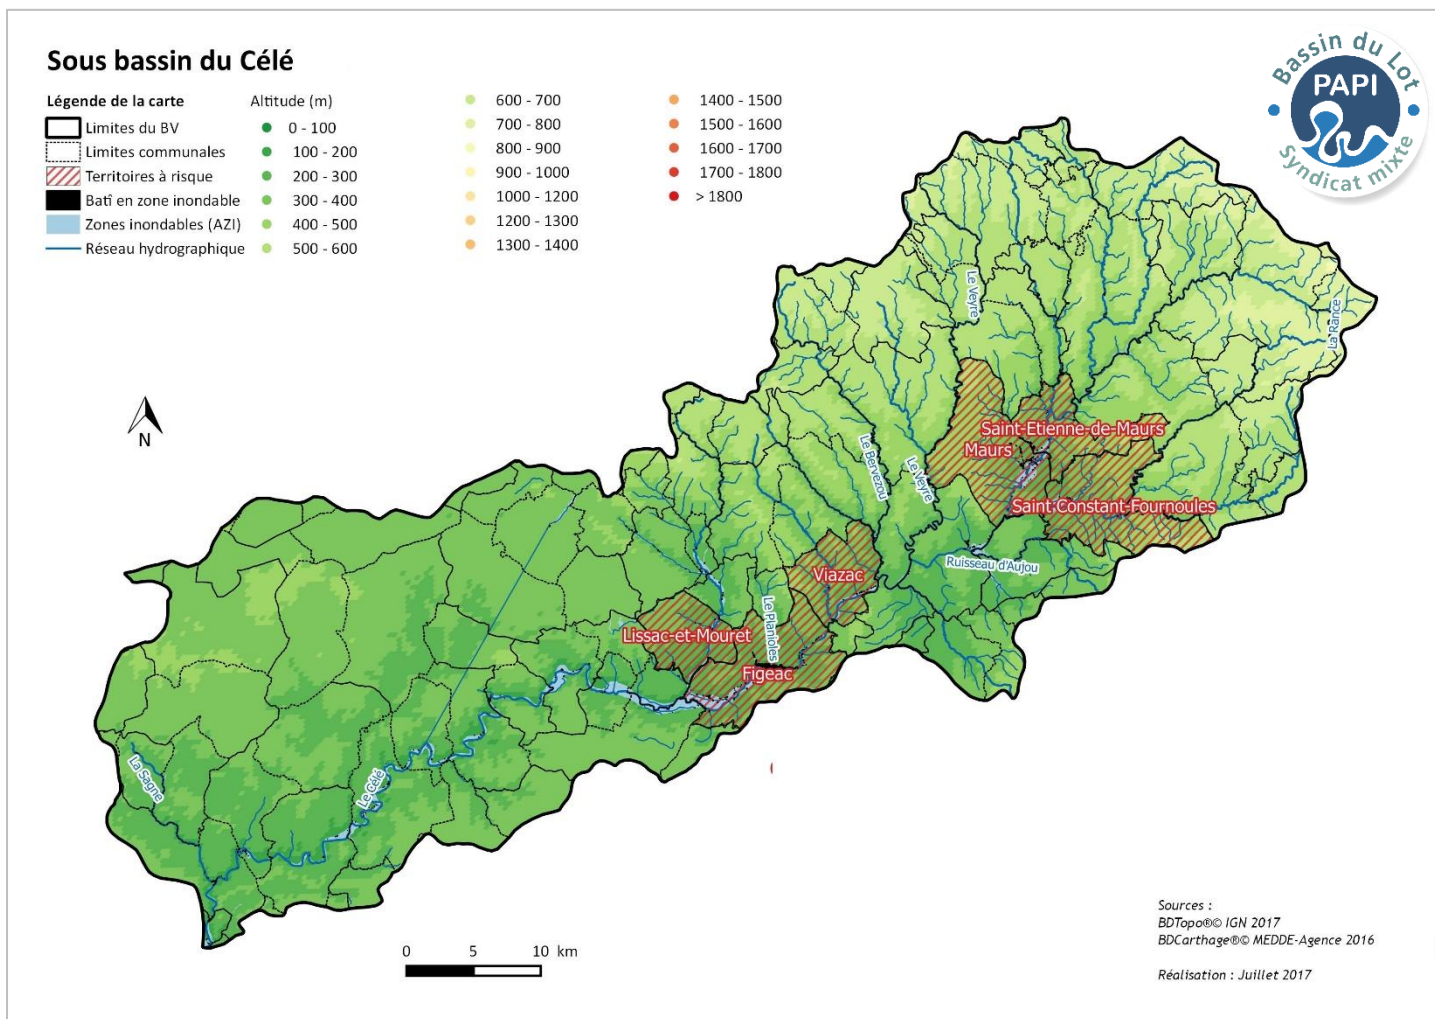 Sous bassin du Célé
Légende de la carte
Limites du BV
Limites communales
Territoires à risque
Batî en zone inondable
Zones inondables (AZI)
Réseau hydrographique
Altitude (m)
0 - 100
100 - 200
200 - 300
300 - 400
400 - 500
500 - 600
600 - 700
700 - 800
800 - 900
900 - 1000
1000 - 1200
1200 - 1300
1300 - 1400
1400 - 1500
1500 - 1600
1600 - 1700
1700 - 1800
> 1800
Bassin du Lot
PAPI
Syndicat mixte
N
Le Veyre
La Rance
Saint-Etienne-de-Maurs
Maurs
Le Bervezou
Le Veyre
Saint-Constant-Fournoules
Ruisseau d'Aujou
Viazac
Le Planioles
Lissac-et-Mouret
Figeac
La Sagne
Le Célé
0 5 10 km
Sources :
BDTopo®© IGN 2017
BDCarthage®© MEDDE-Agence 2016
Réalisation : Juillet 2017